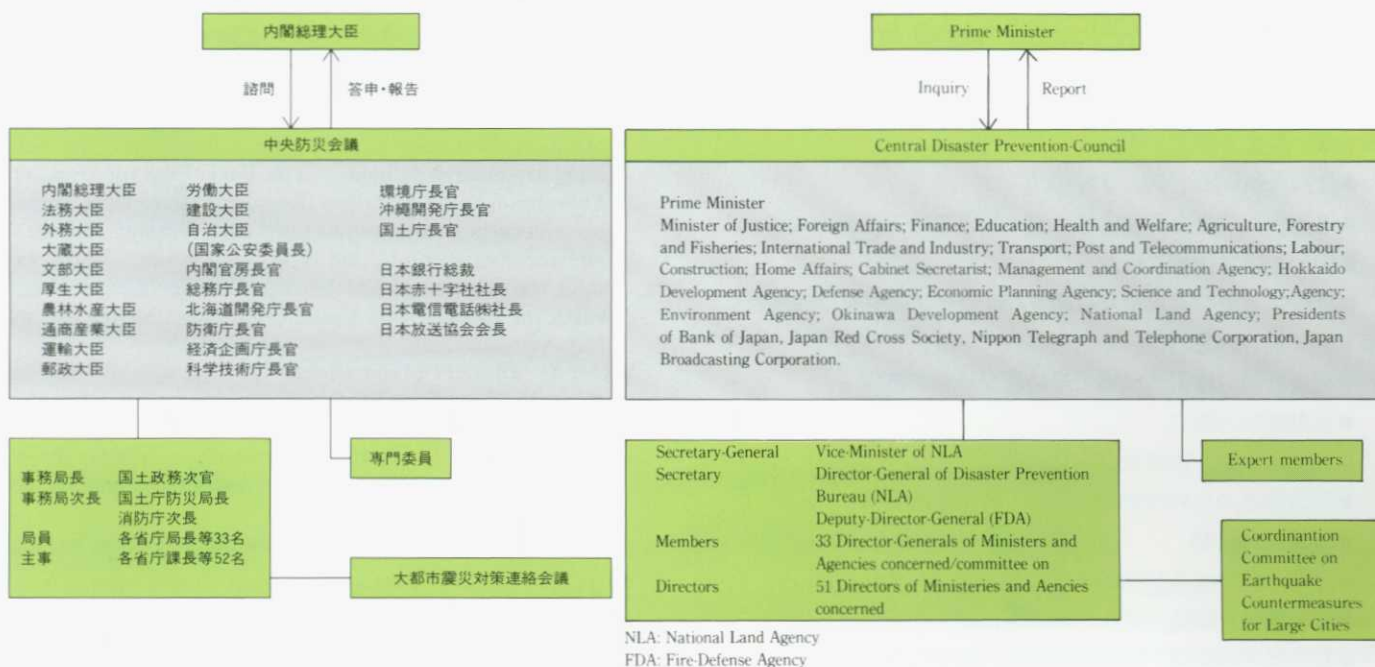 内閣総理大臣
諮問
答申・報告
中央防災会議
内閣総理大臣
法務大臣
外務大臣
大蔵大臣
文部大臣
厚生大臣
農林水産大臣
通商産業大臣
運輸大臣
郵政大臣
労働大臣
建設大臣
自治大臣
(国家公安委員長)
内閣官房長官
総務庁長官
北海道開発庁長官
防衛庁長官
経済企画庁長官
科学技術庁長官
環境庁長官
沖縄開発庁長官
国土庁長官
日本銀行総裁
日本赤十字社社長
日本電信電話㈱社長
日本放送協会会長
事務局長 国土政務次官
事務局次長 国土庁防災局長
消防庁次長
局員 各省庁局長等33名
主事 各省庁課長等52名
専門委員
大都市震災対策連絡会議
Prime Minister
Inquiry
Report
Central Disaster Prevention-Council
Prime Minister
Minister of Justice; Foreign Affairs; Finance; Education; Health and Welfare; Agriculture, Forestry
and Fisheries; International Trade and Industry; Transport; Post and Telecommunications; Labour;
Construction; Home Affairs; Cabinet Secretarist; Management and Coordination Agency; Hokkaido
Development Agency; Defense Agency; Economic Planning Agency; Science and Technology;Agency;
Environment Agency; Okinawa Development Agency; National Land Agency; Presidents
of Bank of Japan, Japan Red Cross Society, Nippon Telegraph and Telephone Corporation, Japan
Broadcasting Corporation.
Secretary-General Vice-Minister of NLA
Secretary Director-General of Disaster Prevention
Bureau (NLA)
Deputy-Director-General (FDA)
Members 33 Director-Generals of Ministers and
Agencies concerned/committee on
Directors 51 Directors of Ministeries and Aencies
concerned
Expert members
Coordinantion
Committee on
Earthquake
Countermeasures
for Large Cities
NLA: National Land Agency
FDA: Fire-Defense Agency